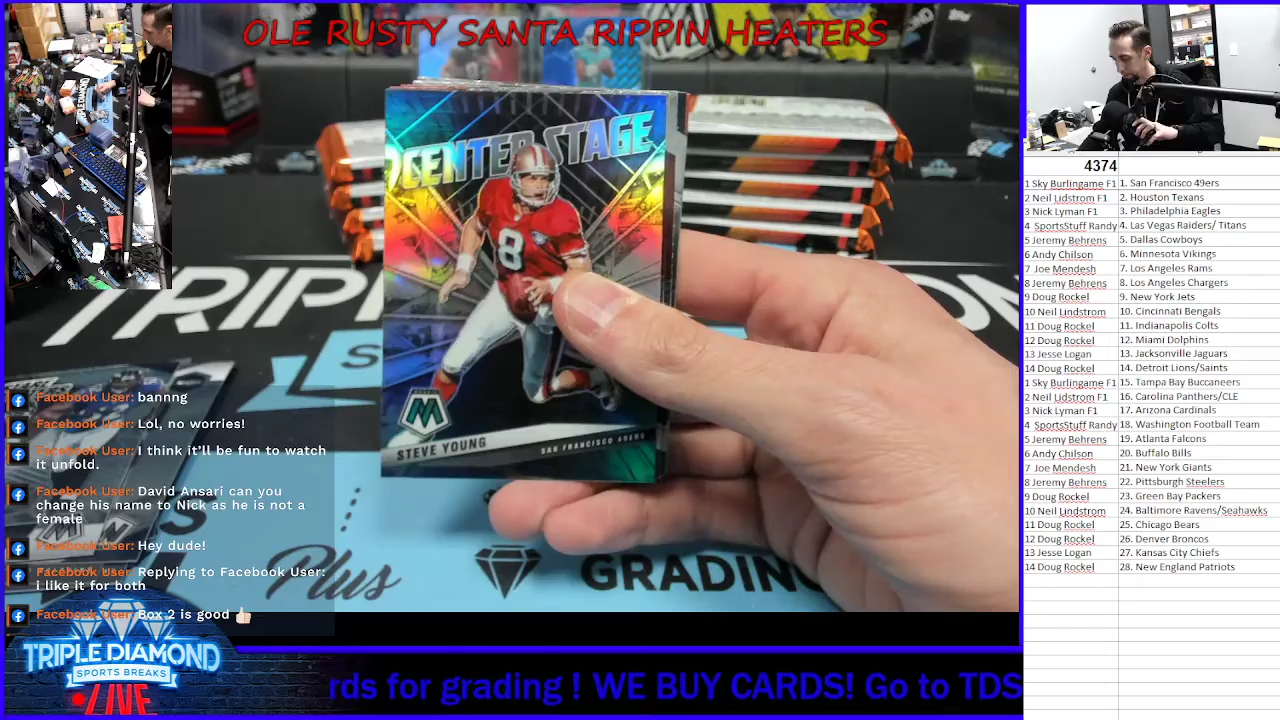 OLE RUSTY SANTA RIPPIN HEATERS
CENTER STAGE
8
STEVE YOUNG
SAN FRANCISCO 49ERS
TRIPL
Plus
GRADING
Facebook User: bannng
Facebook User: Lol, no worries!
Facebook User: I think it'll be fun to watch
it unfold.
Facebook User: David Ansari can you
change his name to Nick as he is not a
female
Facebook User: Hey dude!
Facebook User: Replying to Facebook User:
i like it for both
Facebook User: Box 2 is good 👍🏻
TRIPLE DIAMOND
SPORTS BREAKS
LIVE
rds for grading ! WE BUY CARDS! Go to TDS
4374
1 Sky Burlingame F1 1. San Francisco 49ers
2 Neil Lidstrom F1 2. Houston Texans
3 Nick Lyman F1 3. Philadelphia Eagles
4 SportsStuff Randy 4. Las Vegas Raiders/ Titans
5 Jeremy Behrens 5. Dallas Cowboys
6 Andy Chilson 6. Minnesota Vikings
7 Joe Mendesh 7. Los Angeles Rams
8 Jeremy Behrens 8. Los Angeles Chargers
9 Doug Rockel 9. New York Jets
10 Neil Lindstrom 10. Cincinnati Bengals
11 Doug Rockel 11. Indianapolis Colts
12 Doug Rockel 12. Miami Dolphins
13 Jesse Logan 13. Jacksonville Jaguars
14 Doug Rockel 14. Detroit Lions/Saints
1 Sky Burlingame F1 15. Tampa Bay Buccaneers
2 Neil Lidstrom F1 16. Carolina Panthers/CLE
3 Nick Lyman F1 17. Arizona Cardinals
4 SportsStuff Randy 18. Washington Football Team
5 Jeremy Behrens 19. Atlanta Falcons
6 Andy Chilson 20. Buffalo Bills
7 Joe Mendesh 21. New York Giants
8 Jeremy Behrens 22. Pittsburgh Steelers
9 Doug Rockel 23. Green Bay Packers
10 Neil Lindstrom 24. Baltimore Ravens/Seahawks
11 Doug Rockel 25. Chicago Bears
12 Doug Rockel 26. Denver Broncos
13 Jesse Logan 27. Kansas City Chiefs
14 Doug Rockel 28. New England Patriots